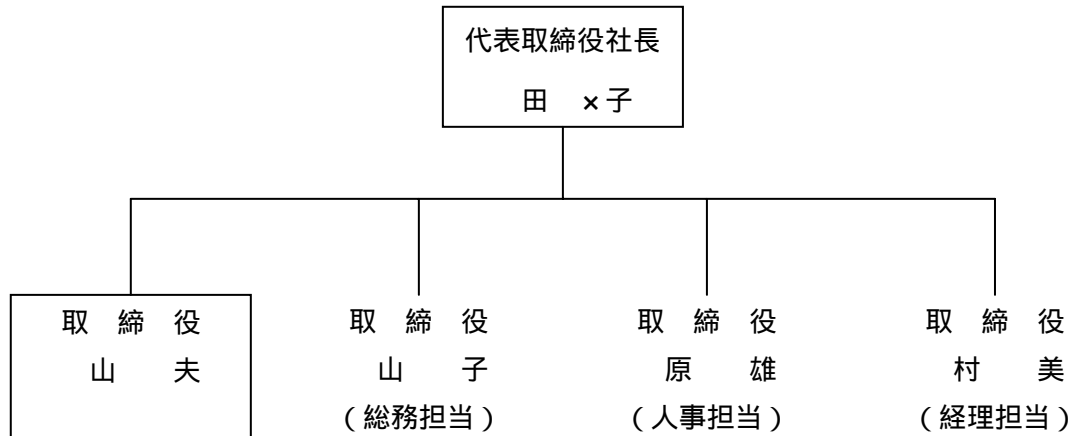 代表取締役社長
田　×子
取　締　役
山　　夫
取　締　役
山　　子
（総務担当）
取　締　役
原　　雄
（人事担当）
取　締　役
村　　美
（経理担当）